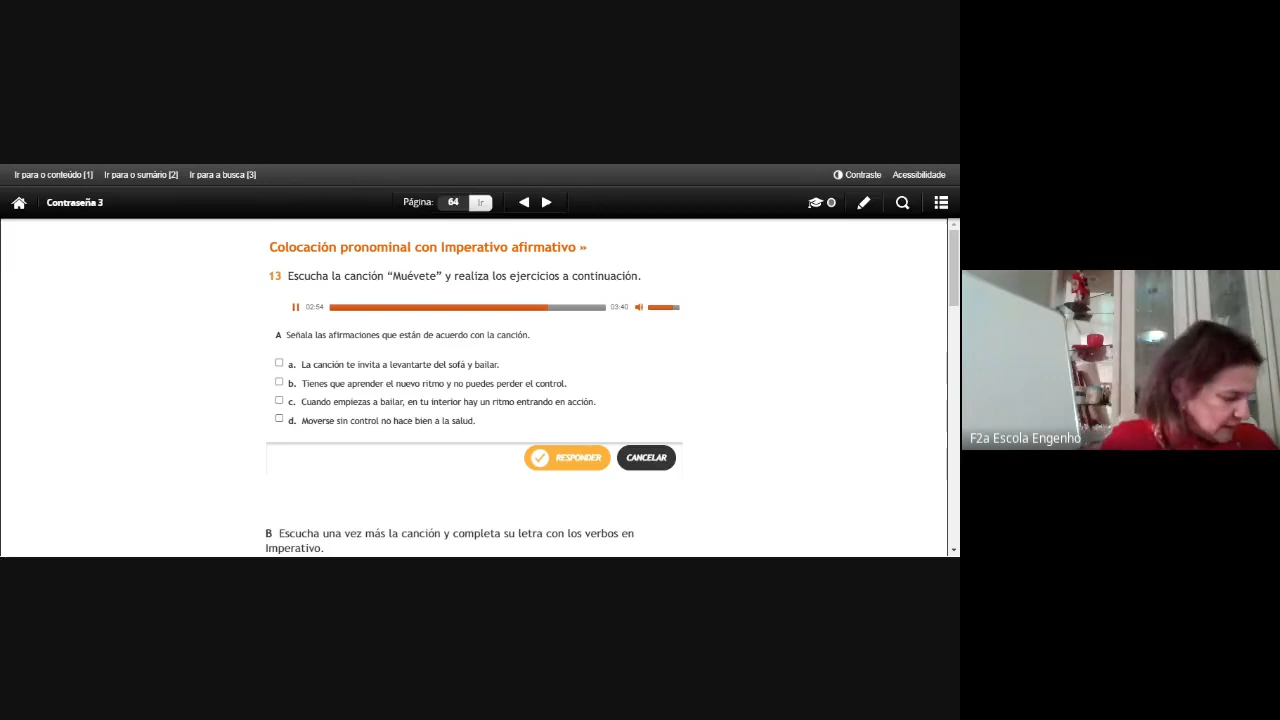 Ir para o conteúdo [1] Ir para o sumário [2] Ir para a busca [3] Contraste Acessibilidade
Contraseña 3 Página: 64 Ir 0
Colocación pronominal con Imperativo afirmativo »
13 Escucha la canción “Muévete” y realiza los ejercicios a continuación.
02:54 03:40
A Señala las afirmaciones que están de acuerdo con la canción.
a. La canción te invita a levantarte del sofá y bailar.
b. Tienes que aprender el nuevo ritmo y no puedes perder el control.
c. Cuando empiezas a bailar, en tu interior hay un ritmo entrando en acción.
d. Moverse sin control no hace bien a la salud.
RESPONDER CANCELAR
B Escucha una vez más la canción y completa su letra con los verbos en
Imperativo.
F2a Escola Engenho